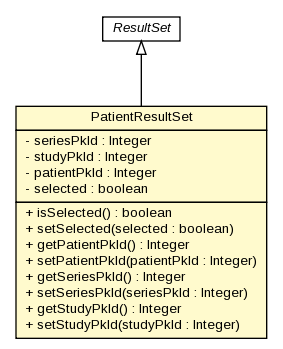 ResultSet
PatientResultSet
- seriesPkId : Integer
- studyPkId : Integer
- patientPkId : Integer
- selected : boolean
+ isSelected() : boolean
+ setSelected(selected : boolean)
+ getPatientPkId() : Integer
+ setPatientPkId(patientPkId : Integer)
+ getSeriesPkId() : Integer
+ setSeriesPkId(seriesPkId : Integer)
+ getStudyPkId() : Integer
+ setStudyPkId(studyPkId : Integer)